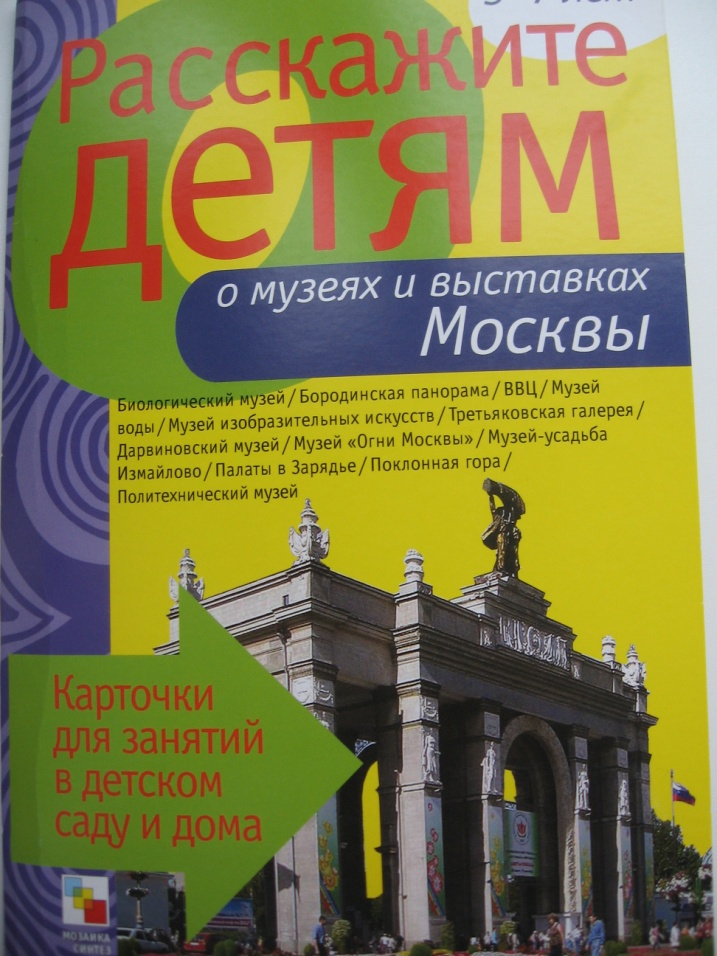 Расскажите
детям
о музеях и выставках
Москвы
Биологический музей/Бородинская панорама/ВВЦ/Музей
воды/Музей изобразительных искусств/Третьяковская галерея/
Дарвиновский музей/Музей «Огни Москвы»/Музей-усадьба
Измайлово/Палаты в Зарядье/Поклонная гора/
Политехнический музей
Карточки
для занятий
в детском
саду и дома
МОЗАИКА
СИНТЕЗ